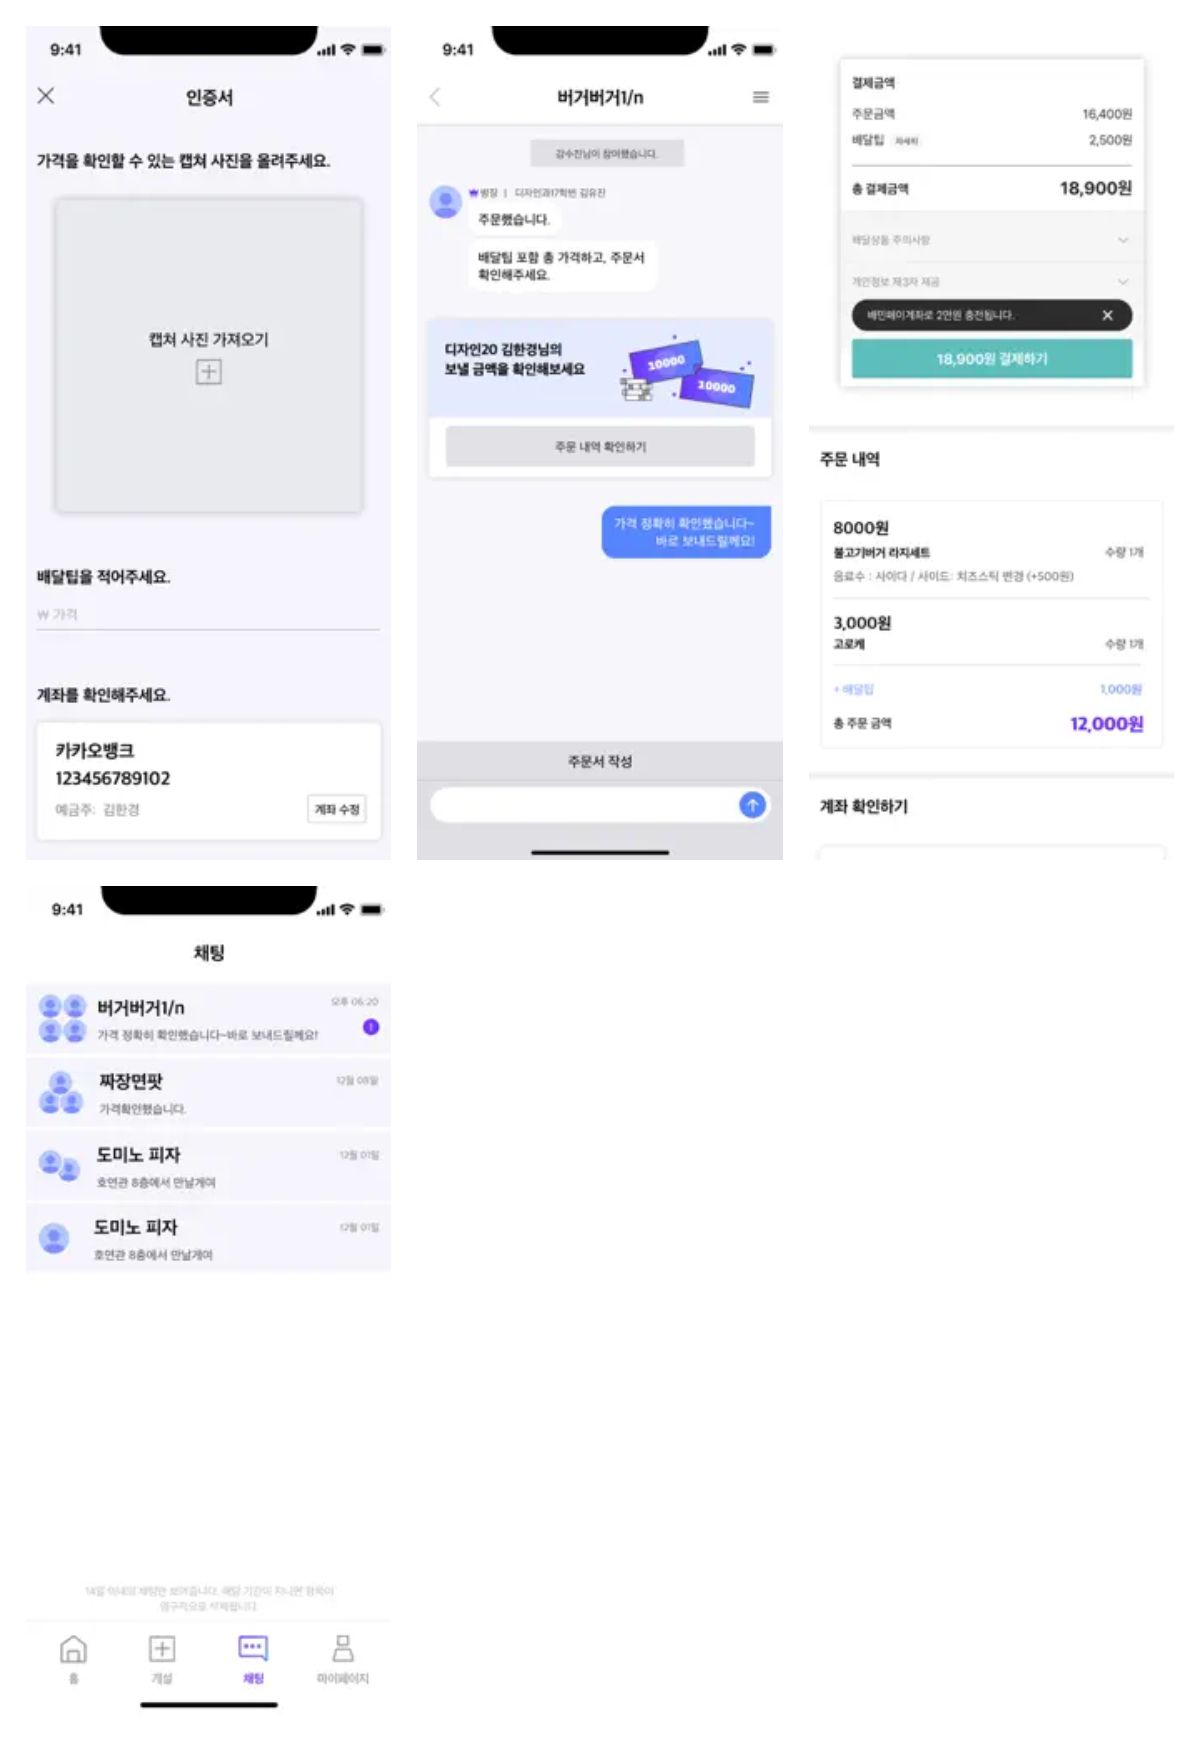 9:41
인증서
가격을 확인할 수 있는 캡쳐 사진을 올려주세요.
캡쳐 사진 가져오기
배달팁을 적어주세요.
₩ 가격
계좌를 확인해주세요.
카카오뱅크
123456789102
예금주: 김한경
계좌 수정
9:41
버거버거1/n
강수진님이 참여했습니다.
방장 | 디자인과17학번 김유진
주문했습니다.
배달팁 포함 총 가격하고, 주문서
확인해주세요.
디자인20 김한경님의
보낼 금액을 확인해보세요
10000
10000
주문 내역 확인하기
가격 정확히 확인했습니다~
바로 보내드릴께요!
주문서 작성
결제금액
주문금액 16,400원
배달팁 자세히 2,500원
총 결제금액 18,900원
배달상품 주의사항
개인정보 제3자 제공
배민페이계좌로 2만원 충전됩니다.
18,900원 결제하기
주문 내역
8000원
불고기버거 라지세트 수량 1개
음료수 : 사이다 / 사이드: 치즈스틱 변경 (+500원)
3,000원
고로케 수량 1개
+ 배달팁 1,000원
총 주문 금액 12,000원
계좌 확인하기
9:41
채팅
버거버거1/n 오후 06:20
가격 정확히 확인했습니다~바로 보내드릴께요! 1
짜장면팟 12월 08일
가격확인했습니다.
도미노 피자 12월 01일
호연관 8층에서 만날게여
도미노 피자 12월 01일
호연관 8층에서 만날게여
14일 이내의 채팅만 보여집니다. 해당 기간이 지나면 항목이
영구적으로 삭제됩니다
홈
개설
채팅
마이페이지